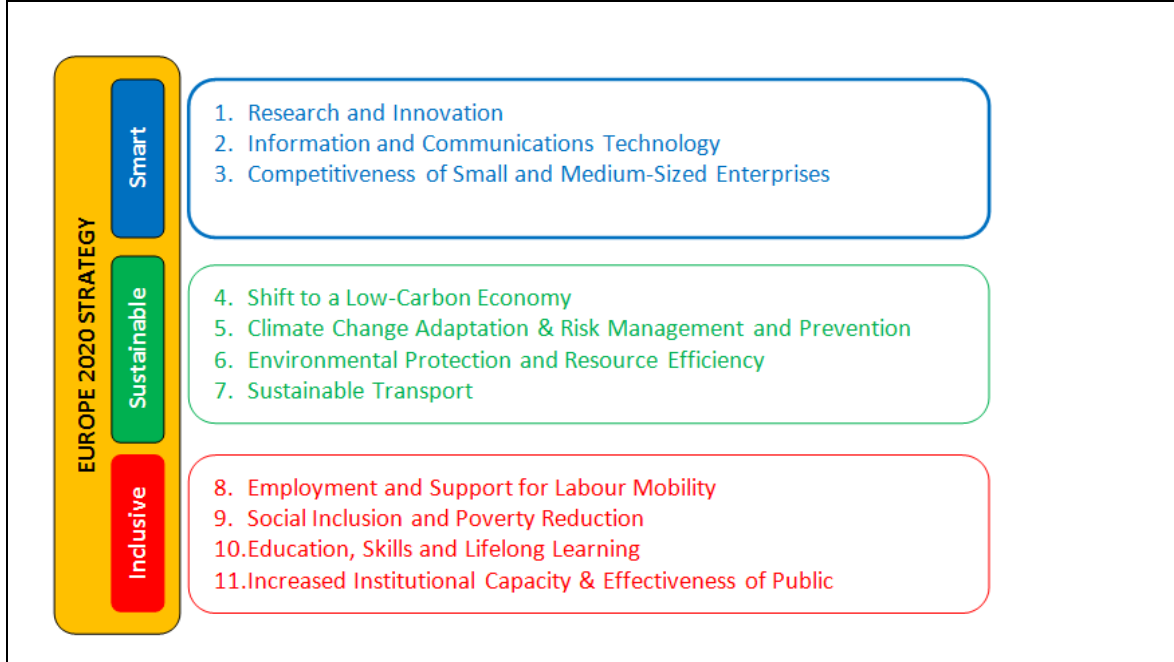 EUROPE 2020 STRATEGY
Smart
1. Research and Innovation
2. Information and Communications Technology
3. Competitiveness of Small and Medium-Sized Enterprises
Sustainable
4. Shift to a Low-Carbon Economy
5. Climate Change Adaptation & Risk Management and Prevention
6. Environmental Protection and Resource Efficiency
7. Sustainable Transport
Inclusive
8. Employment and Support for Labour Mobility
9. Social Inclusion and Poverty Reduction
10.Education, Skills and Lifelong Learning
11.Increased Institutional Capacity & Effectiveness of Public